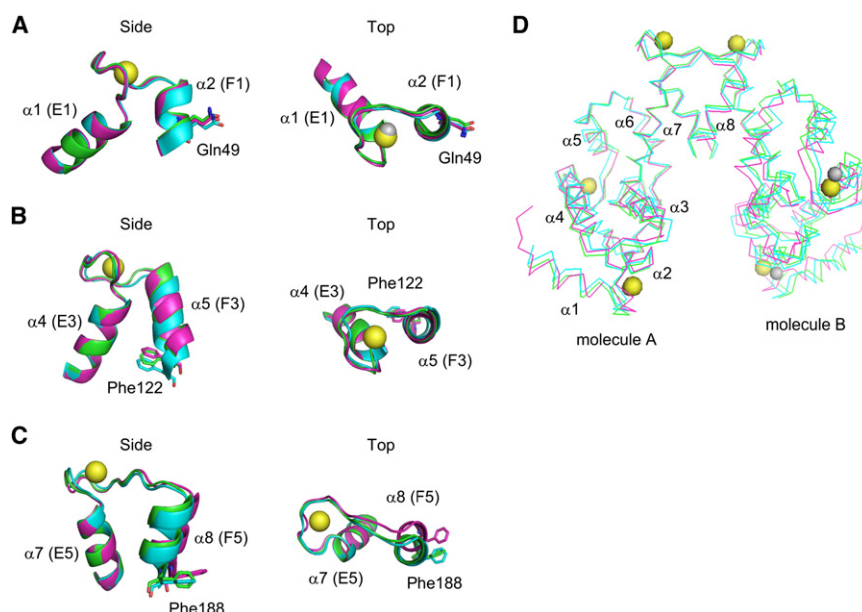 A
Side
Top
α1 (E1)
α2 (F1)
Gln49
α2 (F1)
α1 (E1)
Gln49
B
Side
Top
α4 (E3)
α5 (F3)
Phe122
Phe122
α4 (E3)
α5 (F3)
C
Side
Top
α7 (E5)
α8 (F5)
Phe188
α8 (F5)
α7 (E5)
Phe188
D
α6
α7
α8
α5
α4
α3
α2
α1
molecule A
molecule B